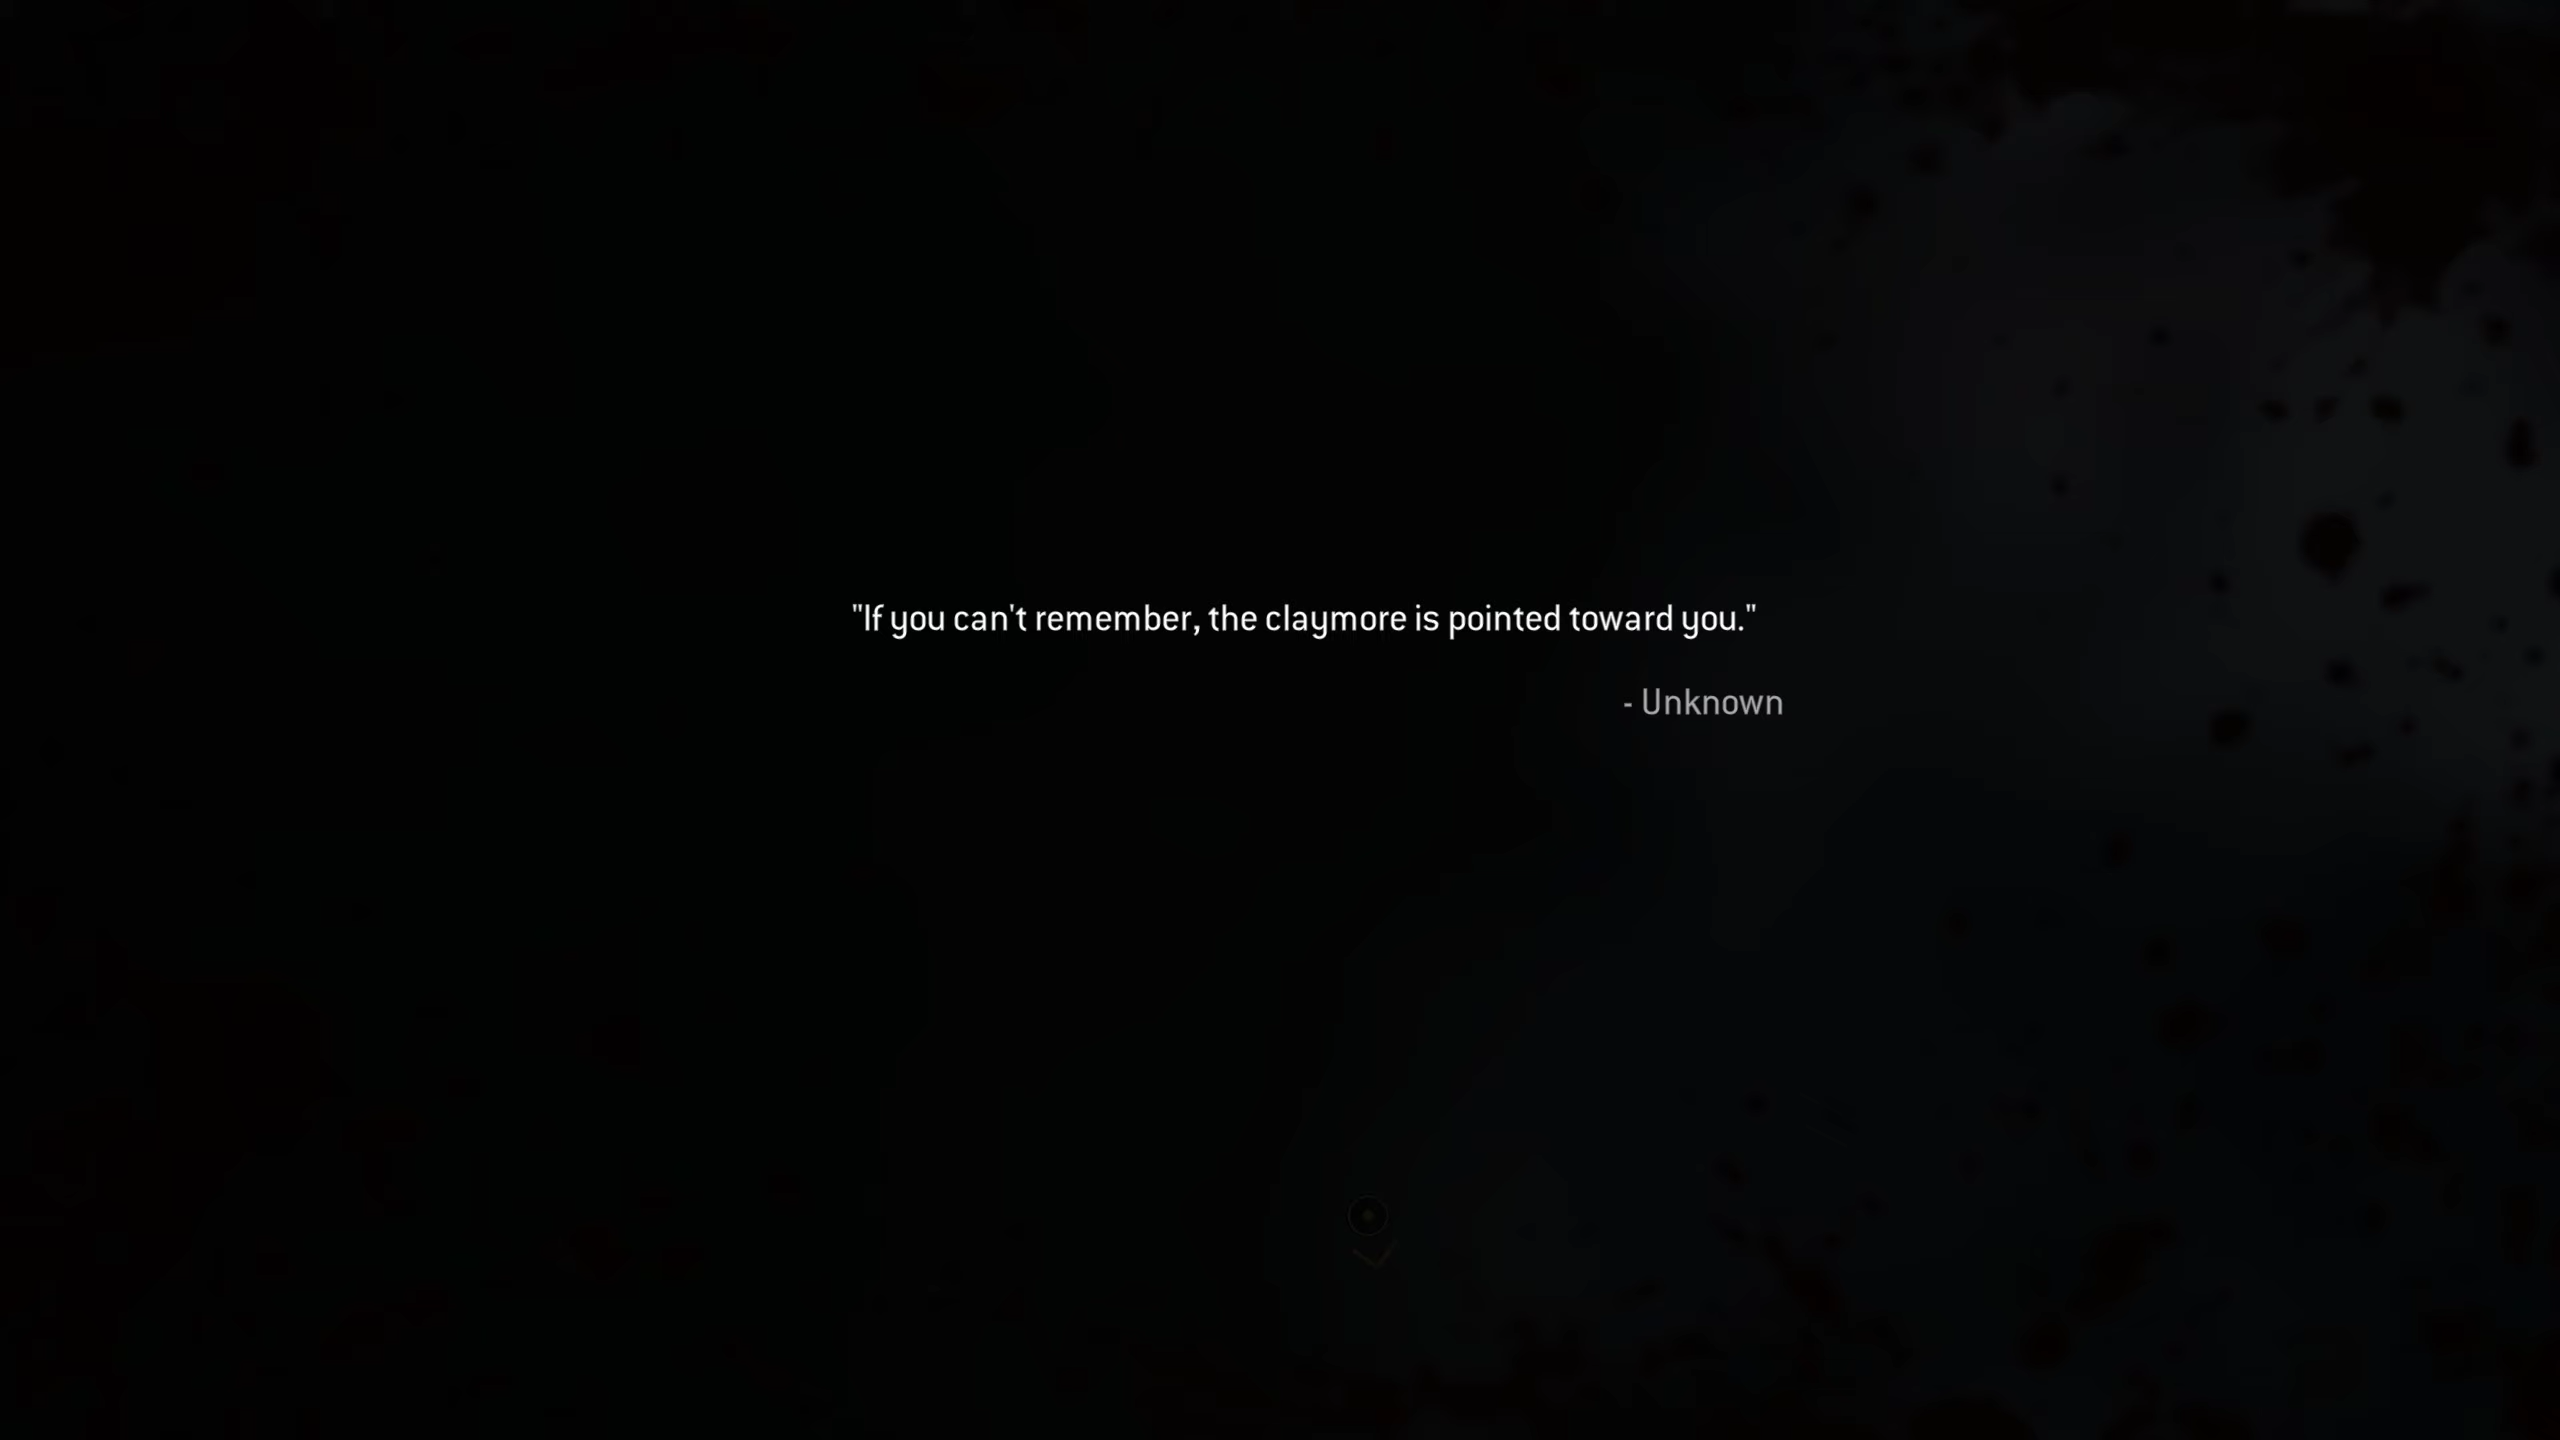 "If you can't remember, the claymore is pointed toward you."
- Unknown